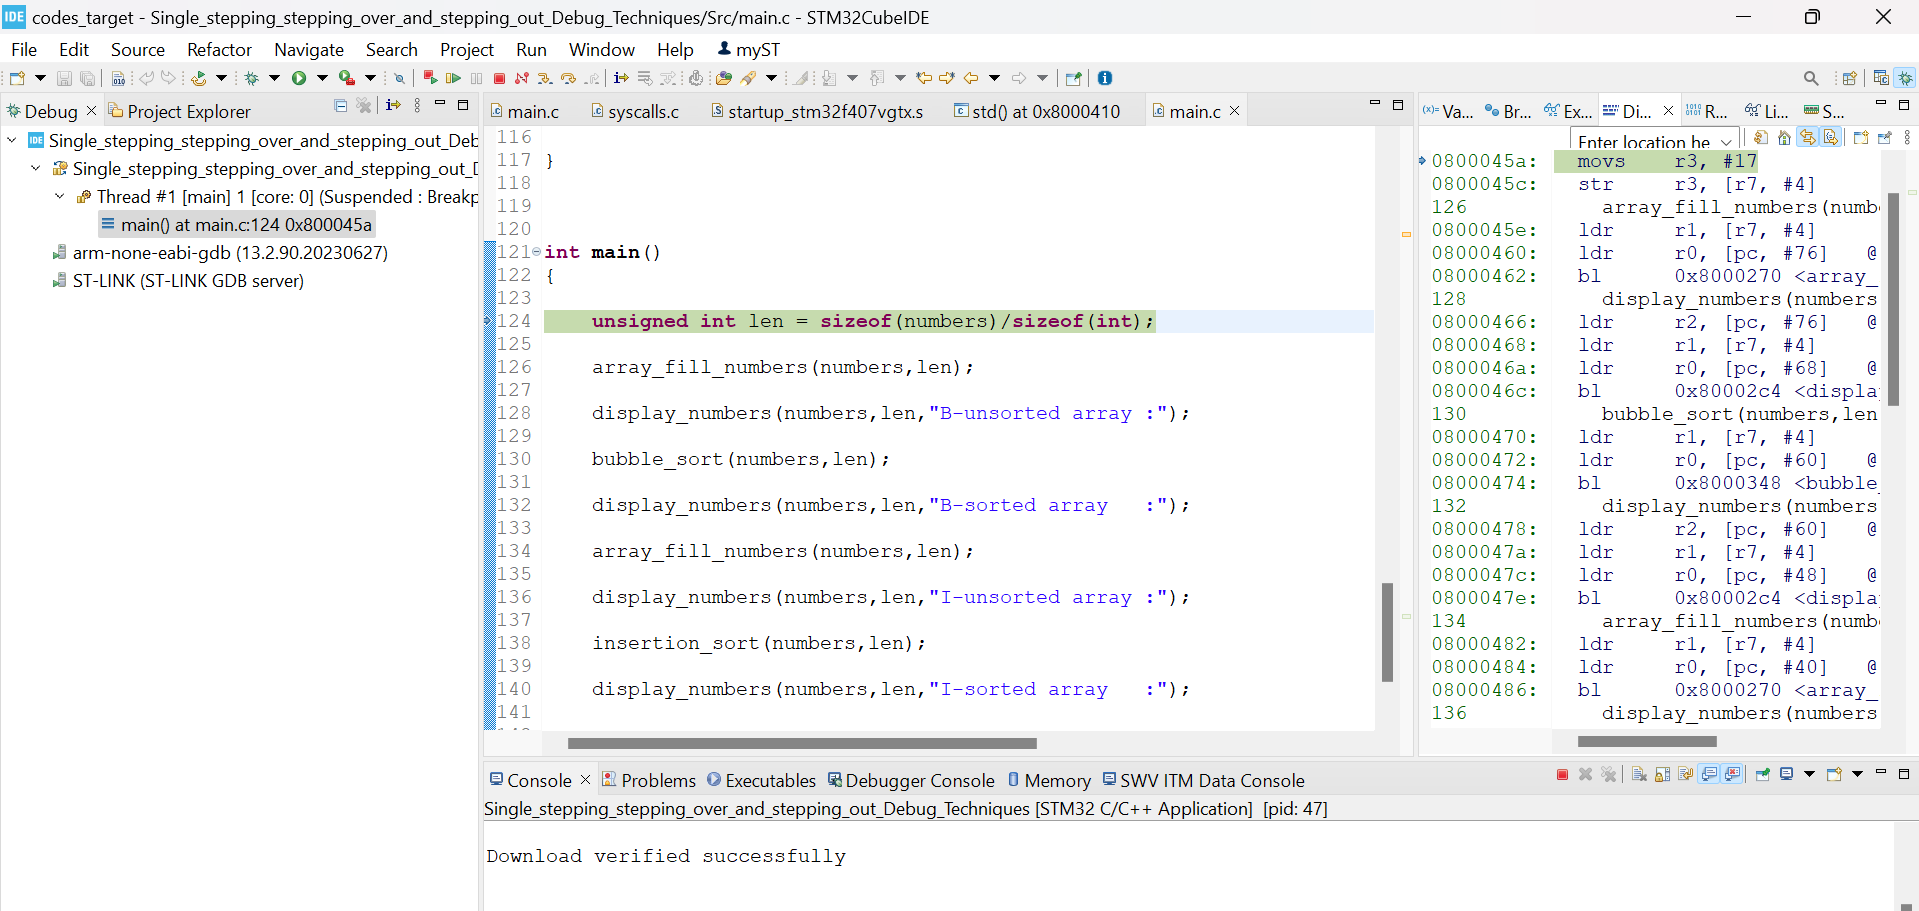 IDE codes_target - Single_stepping_stepping_over_and_stepping_out_Debug_Techniques/Src/main.c - STM32CubeIDE
File Edit Source Refactor Navigate Search Project Run Window Help myST
Debug Project Explorer
IDE Single_stepping_stepping_over_and_stepping_out_Deb
Single_stepping_stepping_over_and_stepping_out_D
Thread #1 [main] 1 [core: 0] (Suspended : Breakp
main() at main.c:124 0x800045a
arm-none-eabi-gdb (13.2.90.20230627)
ST-LINK (ST-LINK GDB server)
main.c syscalls.c startup_stm32f407vgtx.s std() at 0x8000410 main.c
116
117 }
118
119
120
121 int main()
122 {
123
124 unsigned int len = sizeof(numbers)/sizeof(int);
125
126 array_fill_numbers(numbers,len);
127
128 display_numbers(numbers,len,"B-unsorted array :");
129
130 bubble_sort(numbers,len);
131
132 display_numbers(numbers,len,"B-sorted array   :");
133
134 array_fill_numbers(numbers,len);
135
136 display_numbers(numbers,len,"I-unsorted array :");
137
138 insertion_sort(numbers,len);
139
140 display_numbers(numbers,len,"I-sorted array   :");
141
(x)= Va... Br... Ex... Di... R... Li... S...
Enter location he
0800045a: movs r3, #17
0800045c: str r3, [r7, #4]
126 array_fill_numbers(numb
0800045e: ldr r1, [r7, #4]
08000460: ldr r0, [pc, #76] @
08000462: bl 0x8000270 <array_
128 display_numbers(numbers
08000466: ldr r2, [pc, #76] @
08000468: ldr r1, [r7, #4]
0800046a: ldr r0, [pc, #68] @
0800046c: bl 0x80002c4 <displa
130 bubble_sort(numbers,len
08000470: ldr r1, [r7, #4]
08000472: ldr r0, [pc, #60] @
08000474: bl 0x8000348 <bubble
132 display_numbers(numbers
08000478: ldr r2, [pc, #60] @
0800047a: ldr r1, [r7, #4]
0800047c: ldr r0, [pc, #48] @
0800047e: bl 0x80002c4 <displa
134 array_fill_numbers(numb
08000482: ldr r1, [r7, #4]
08000484: ldr r0, [pc, #40] @
08000486: bl 0x8000270 <array_
136 display_numbers(numbers
Console Problems Executables Debugger Console Memory SWV ITM Data Console
Single_stepping_stepping_over_and_stepping_out_Debug_Techniques [STM32 C/C++ Application] [pid: 47]
Download verified successfully